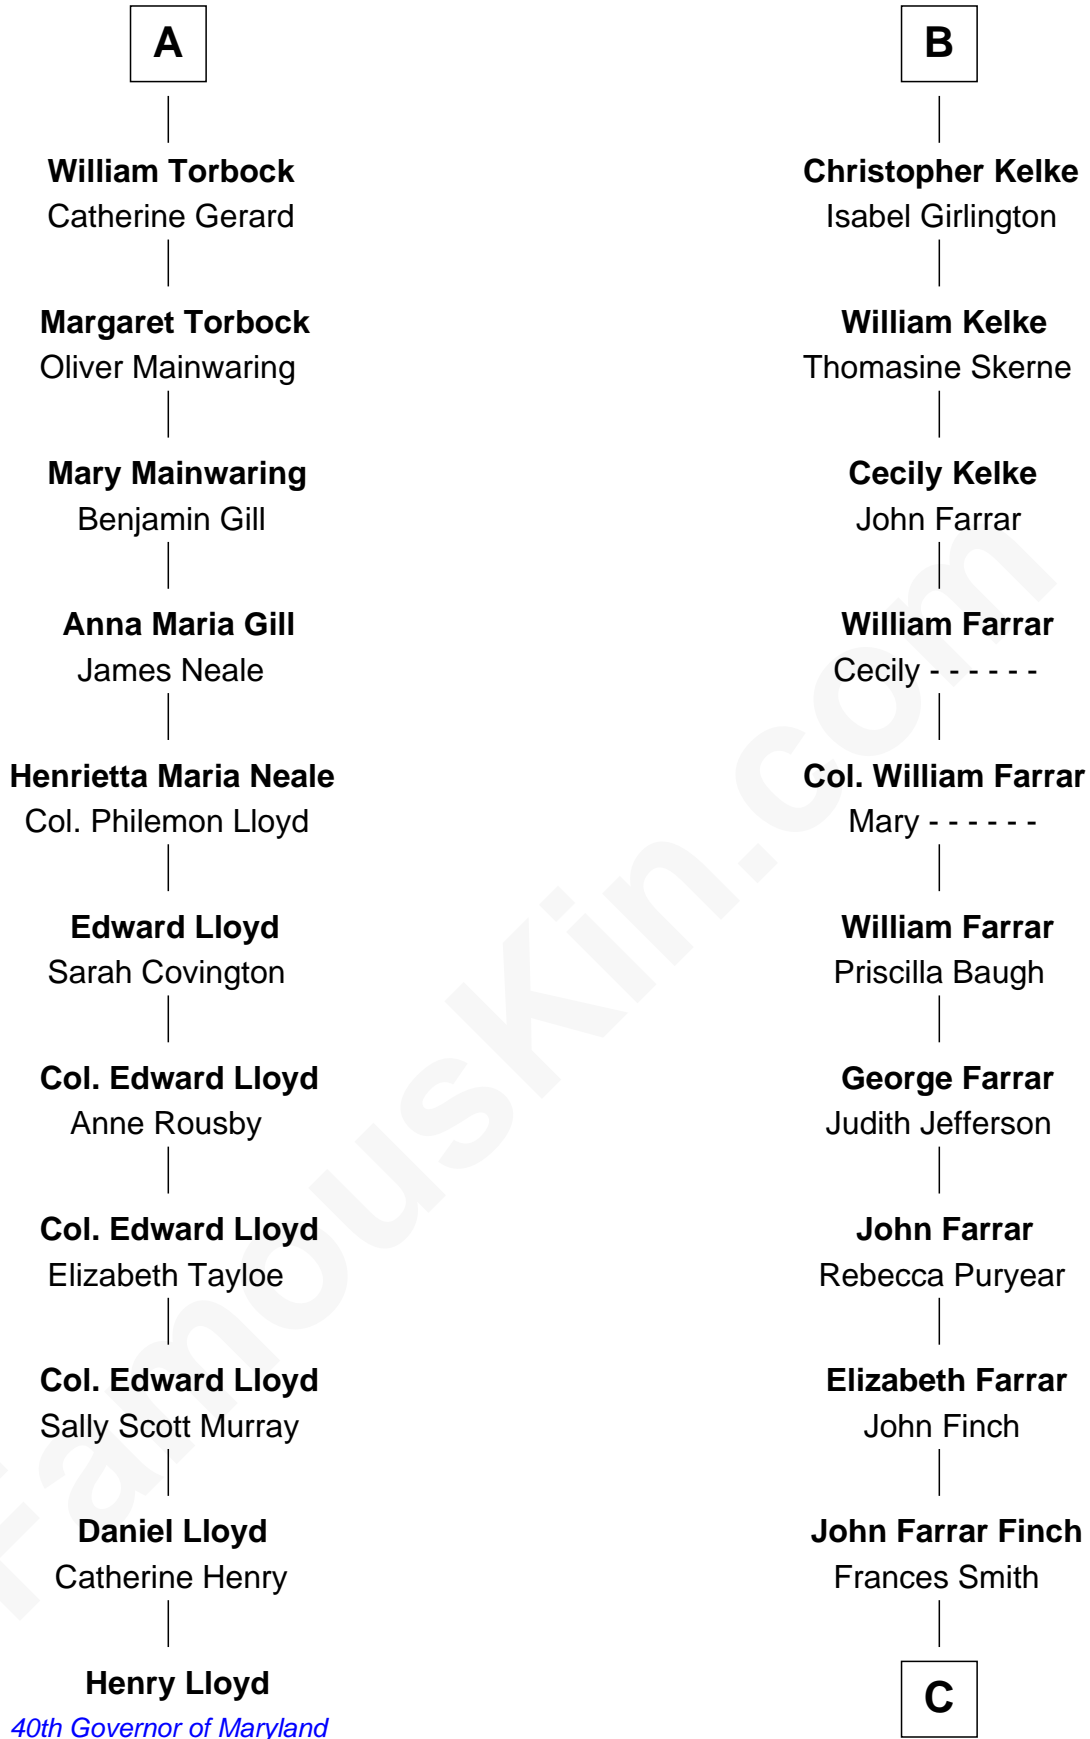 A
William Torbock
Catherine Gerard
Margaret Torbock
Oliver Mainwaring
Mary Mainwaring
Benjamin Gill
Anna Maria Gill
James Neale
Henrietta Maria Neale
Col. Philemon Lloyd
Edward Lloyd
Sarah Covington
Col. Edward Lloyd
Anne Rousby
Col. Edward Lloyd
Elizabeth Tayloe
Col. Edward Lloyd
Sally Scott Murray
Daniel Lloyd
Catherine Henry
Henry Lloyd
40th Governor of Maryland
B
Christopher Kelke
Isabel Girlington
William Kelke
Thomasine Skerne
Cecily Kelke
John Farrar
William Farrar
Cecily - - - - - -
Col. William Farrar
Mary - - - - - -
William Farrar
Priscilla Baugh
George Farrar
Judith Jefferson
John Farrar
Rebecca Puryear
Elizabeth Farrar
John Finch
John Farrar Finch
Frances Smith
C
FamousKin.com